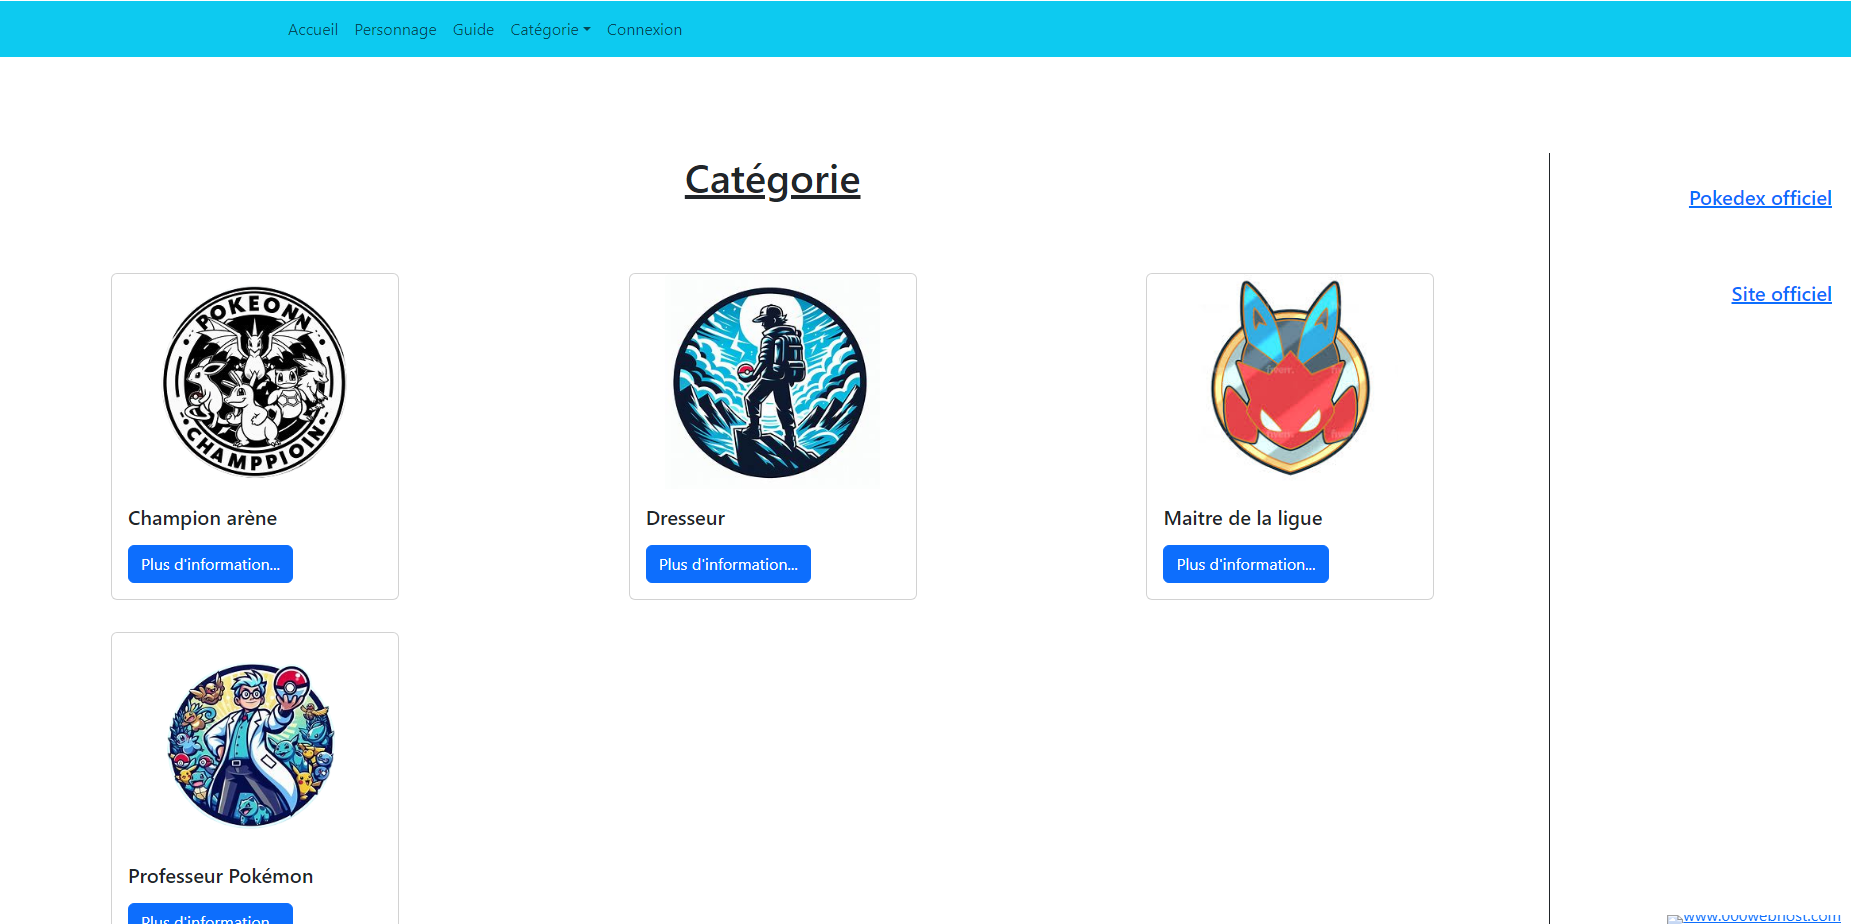 Accueil Personnage Guide Catégorie Connexion
Catégorie
Pokedex officiel
Site officiel
POKEONN
CHAMPPIOIN
fiverr.
Champion arène
Dresseur
Maitre de la ligue
Plus d'information...
Plus d'information...
Plus d'information...
Professeur Pokémon
Plus d'information...
www.000webhost.com